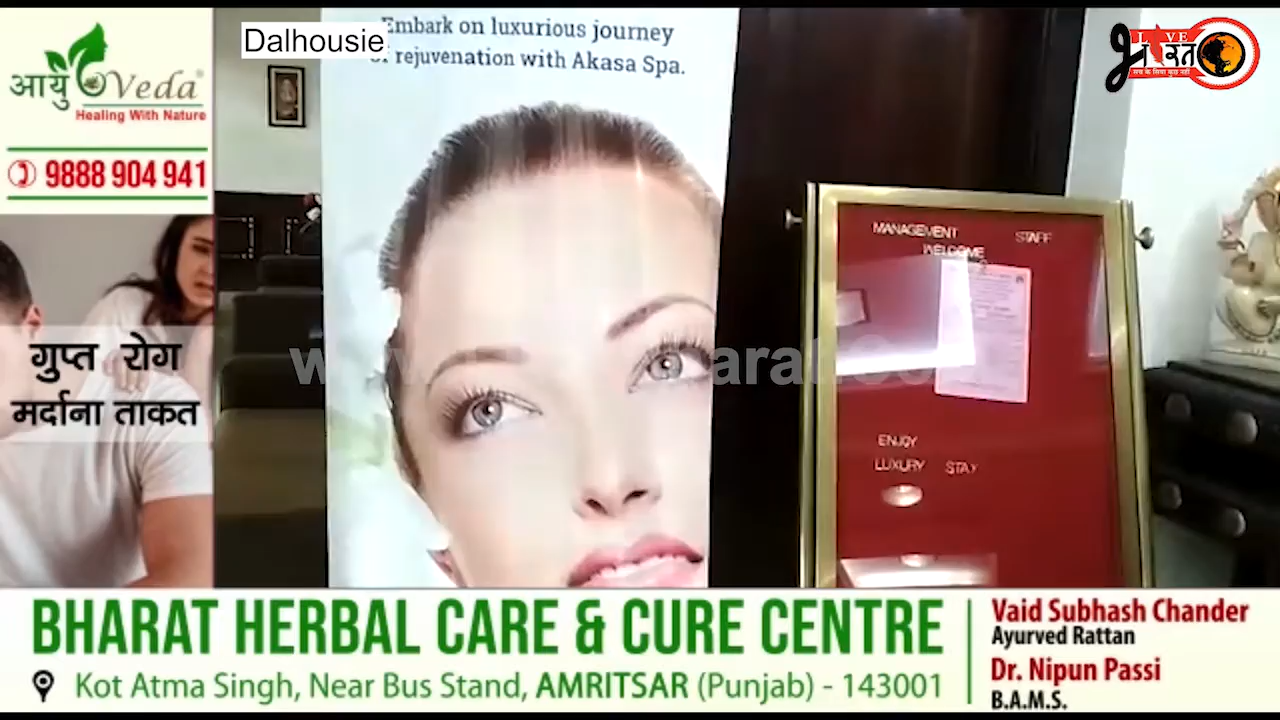 आयु Veda
Healing With Nature
9888 904 941
गुप्त रोग
मर्दाना ताकत
Dalhousie
Embark on luxurious journey
rejuvenation with Akasa Spa.
LIVE
भारत
MANAGEMENT STAFF
WELCOME
ENJOY
LUXURY STAY
BHARAT HERBAL CARE & CURE CENTRE
Kot Atma Singh, Near Bus Stand, AMRITSAR (Punjab) - 143001
Vaid Subhash Chander
Ayurved Rattan
Dr. Nipun Passi
B.A.M.S.